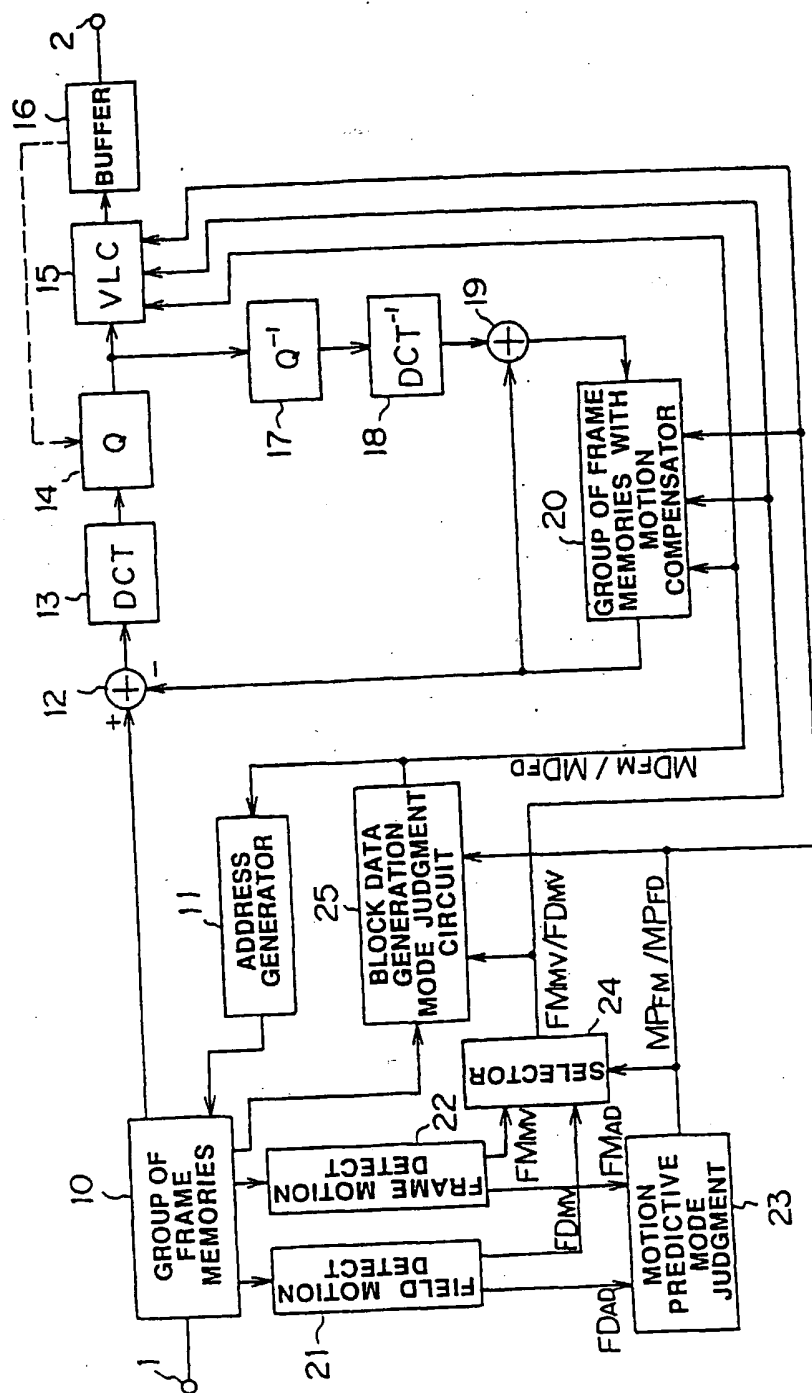 1
10
GROUP OF
FRAME
MEMORIES
11
ADDRESS
GENERATOR
12
+
-
13
DCT
14
Q
15
VLC
16
BUFFER
2
17
Q⁻¹
18
DCT⁻¹
19
20
GROUP OF FRAME
MEMORIES WITH
MOTION
COMPENSATOR
21
FIELD MOTION
DETECT
22
FRAME MOTION
DETECT
FMMV
FDMV
FMAD
FDAD
23
MOTION
PREDICTIVE
MODE
JUDGMENT
24
SELECTOR
FMMV/FDMV
MPFM/MPFD
25
BLOCK DATA
GENERATION
MODE JUDGMENT
CIRCUIT
MDFM/MDFD